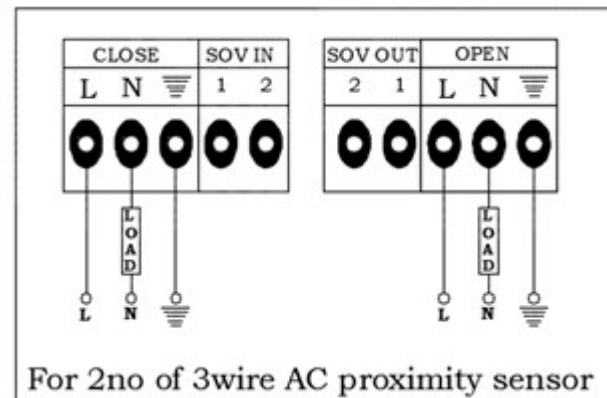 CLOSE SOV IN SOV OUT OPEN
L N 1 2 2 1 L N
LOAD LOAD
L N L N
For 2no of 3wire AC proximity sensor